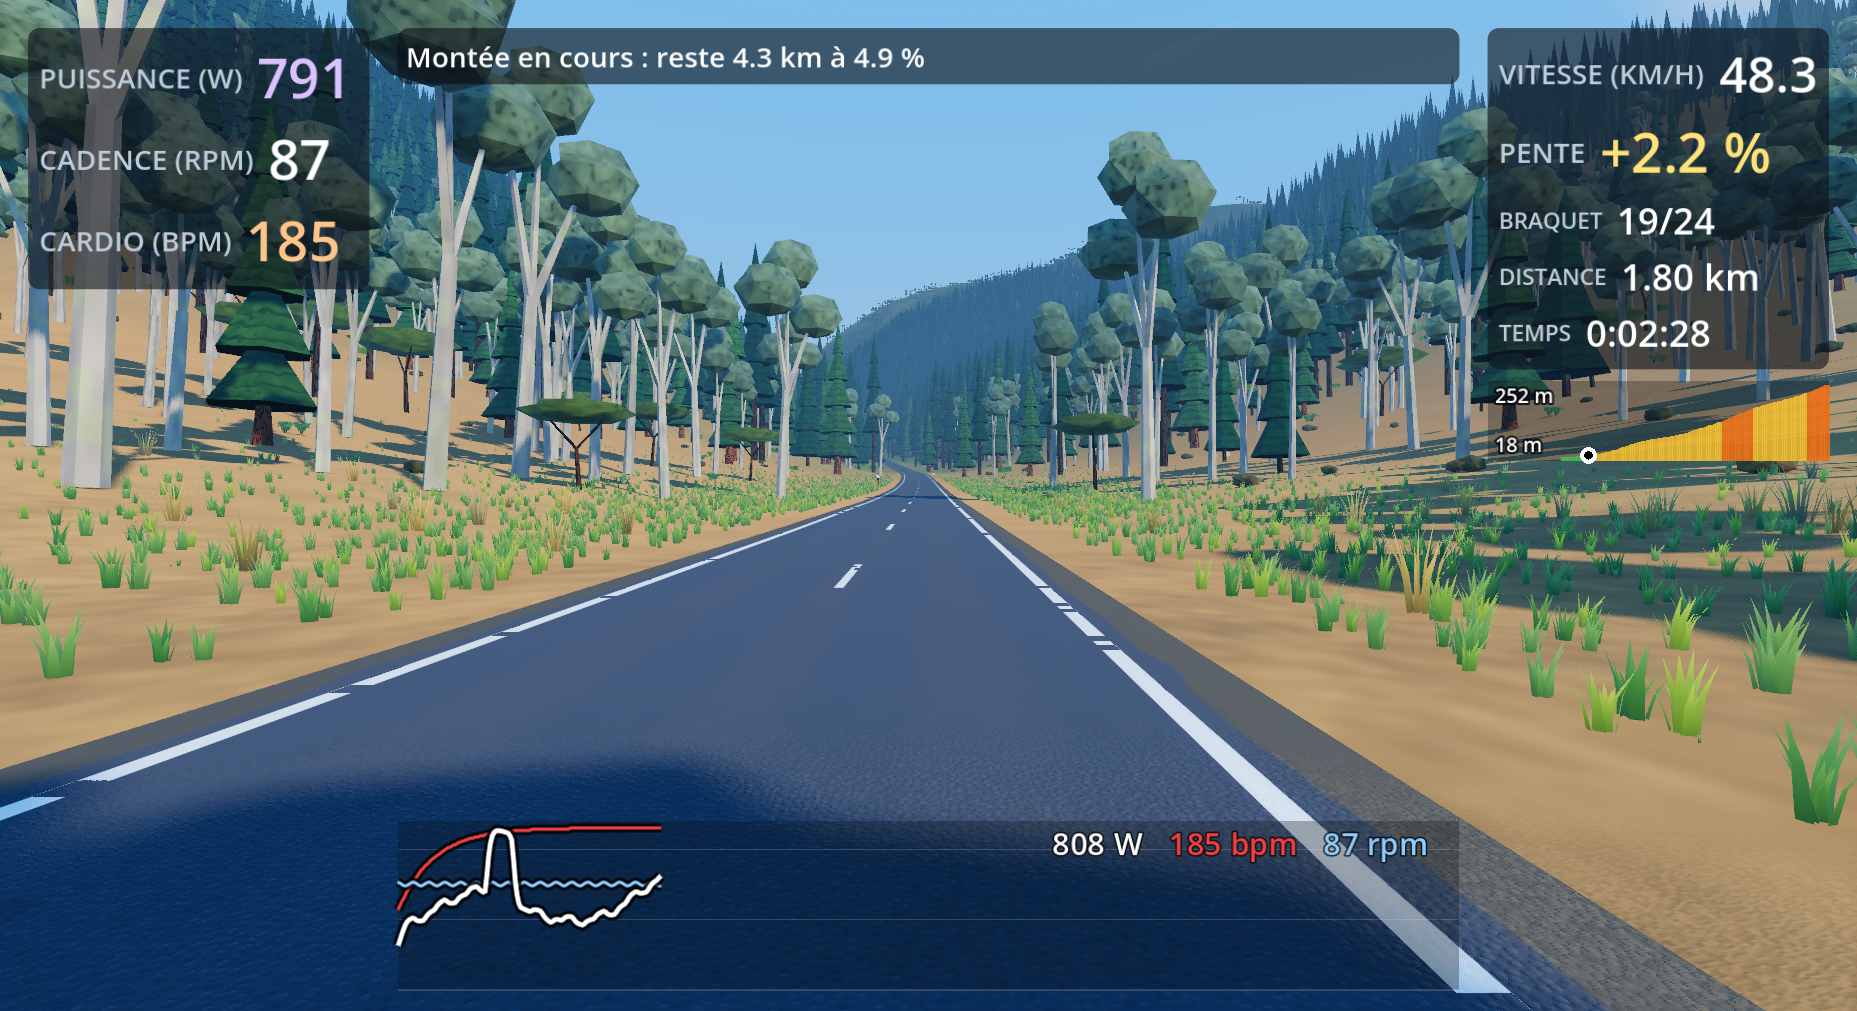 PUISSANCE (W) 791
CADENCE (RPM) 87
CARDIO (BPM) 185
Montée en cours : reste 4.3 km à 4.9 %
VITESSE (KM/H) 48.3
PENTE +2.2 %
BRAQUET 19/24
DISTANCE 1.80 km
TEMPS 0:02:28
252 m
18 m
808 W 185 bpm 87 rpm